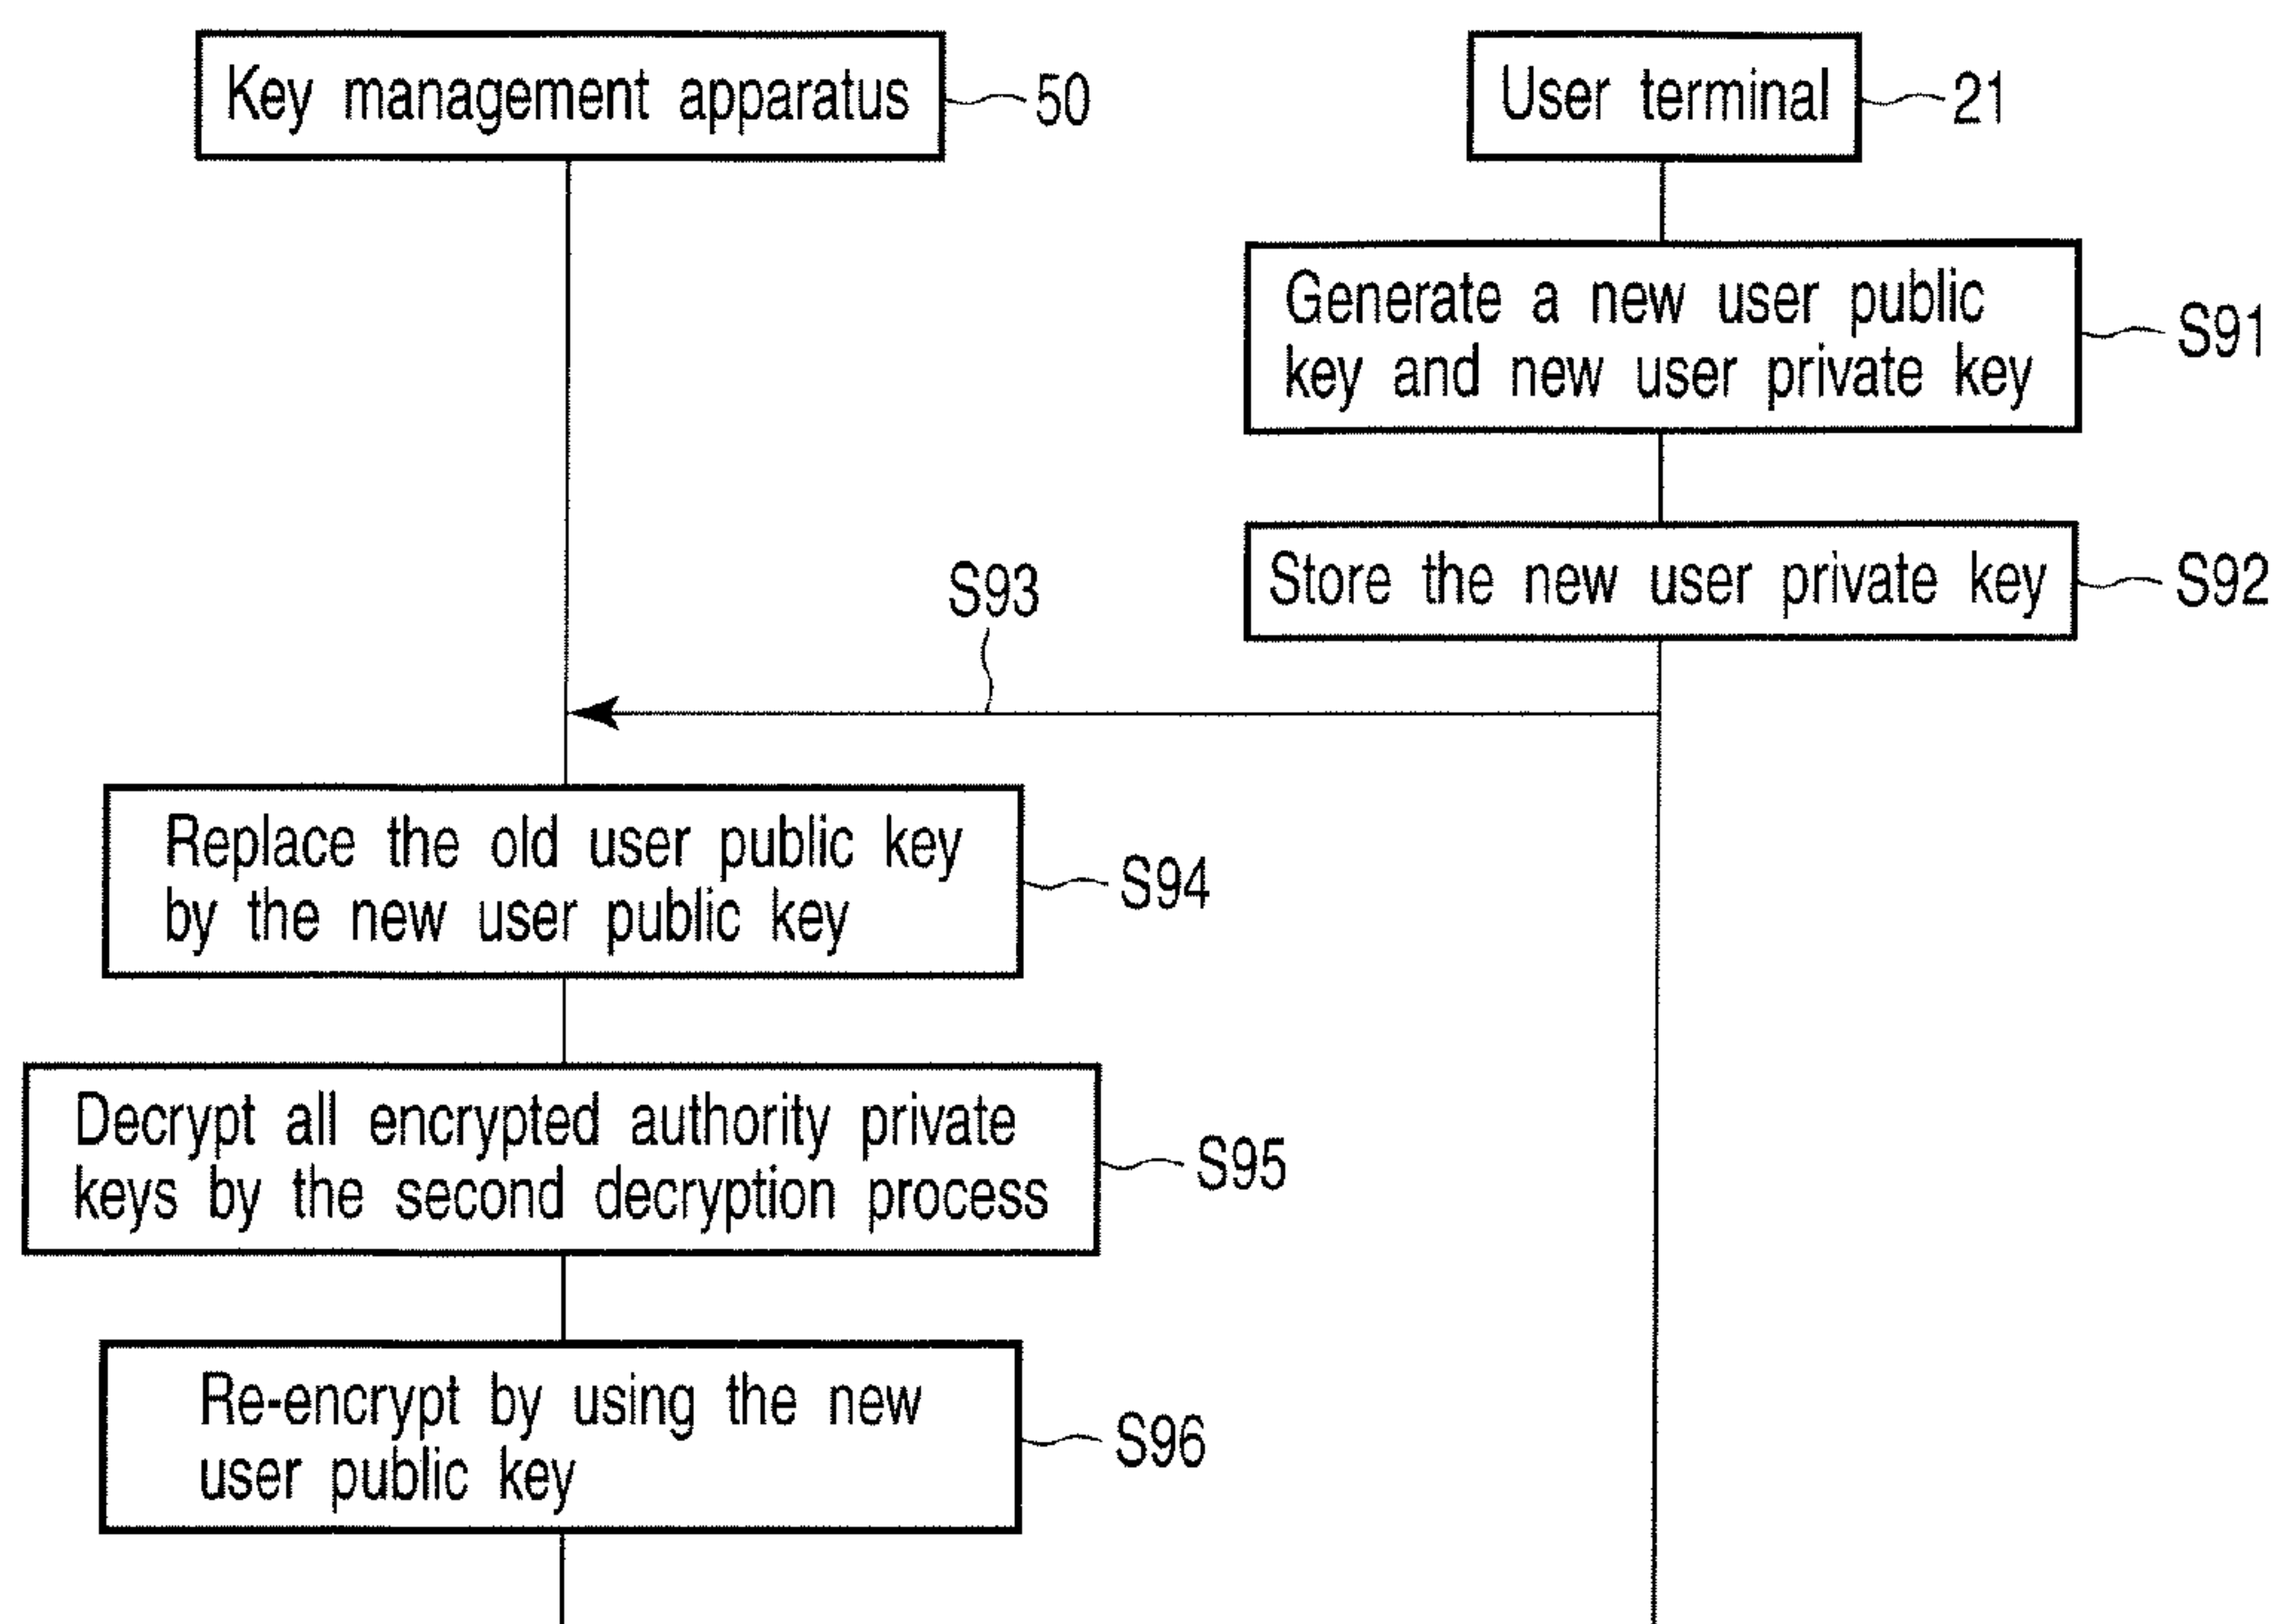 Key management apparatus
50
User terminal
21
Generate a new user public
key and new user private key
S91
Store the new user private key
S92
S93
Replace the old user public key
by the new user public key
S94
Decrypt all encrypted authority private
keys by the second decryption process
S95
Re-encrypt by using the new
user public key
S96